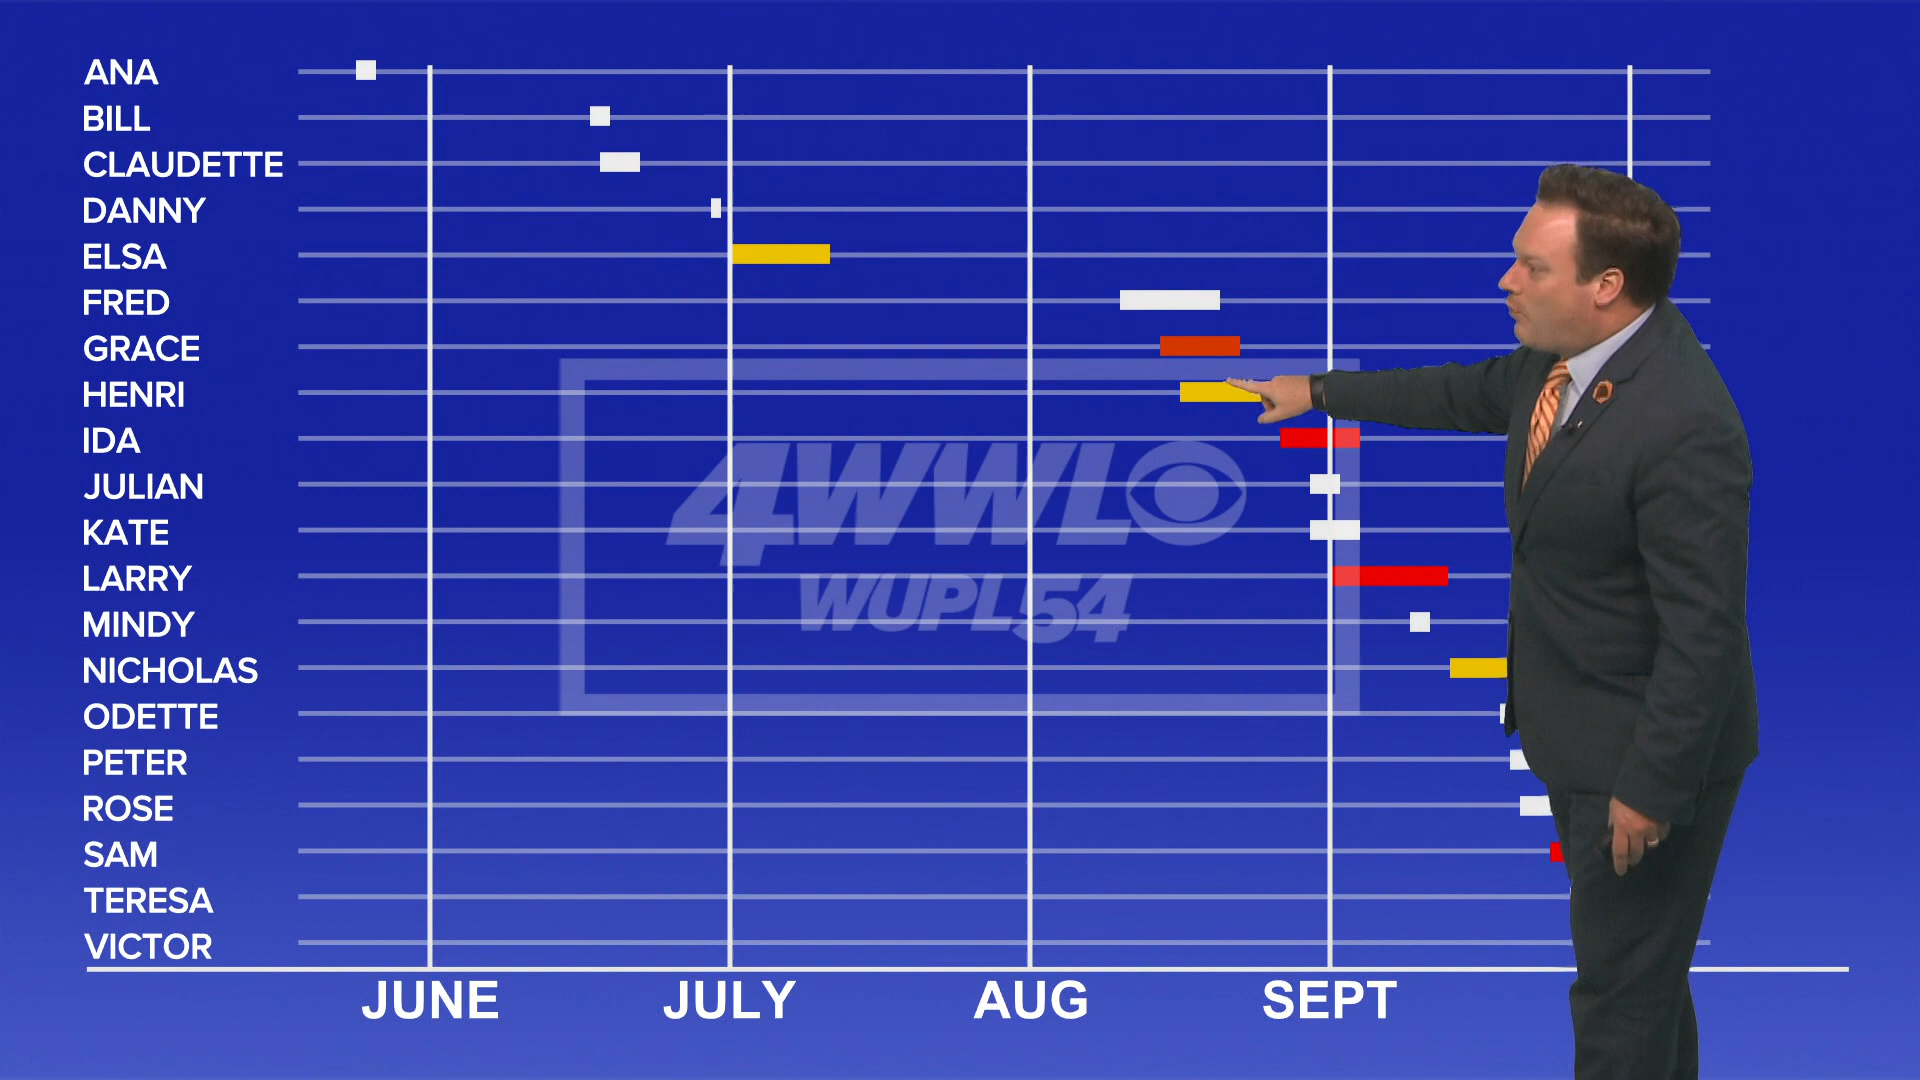 ANA
BILL
CLAUDETTE
DANNY
ELSA
FRED
GRACE
HENRI
IDA
JULIAN
KATE
LARRY
MINDY
NICHOLAS
ODETTE
PETER
ROSE
SAM
TERESA
VICTOR
4WWL
WUPL54
JUNE JULY AUG SEPT